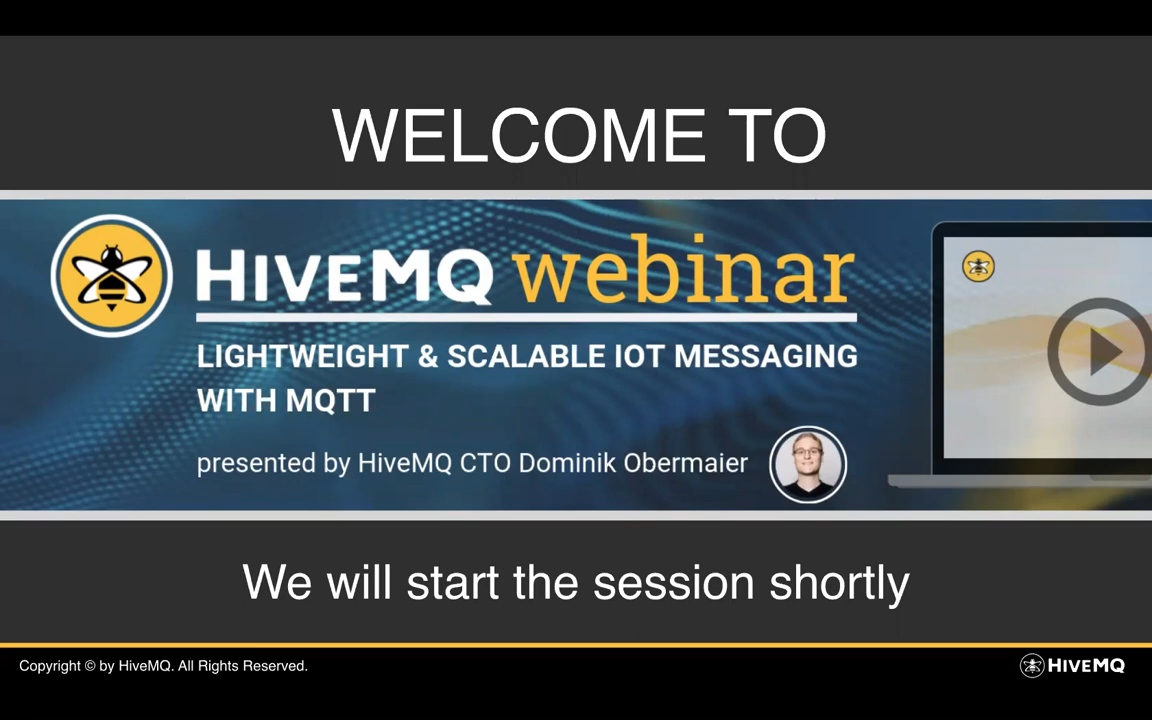 WELCOME TO
HIVEMQ webinar
LIGHTWEIGHT & SCALABLE IOT MESSAGING
WITH MQTT
presented by HiveMQ CTO Dominik Obermaier
We will start the session shortly
Copyright © by HiveMQ. All Rights Reserved.
HIVEMQ